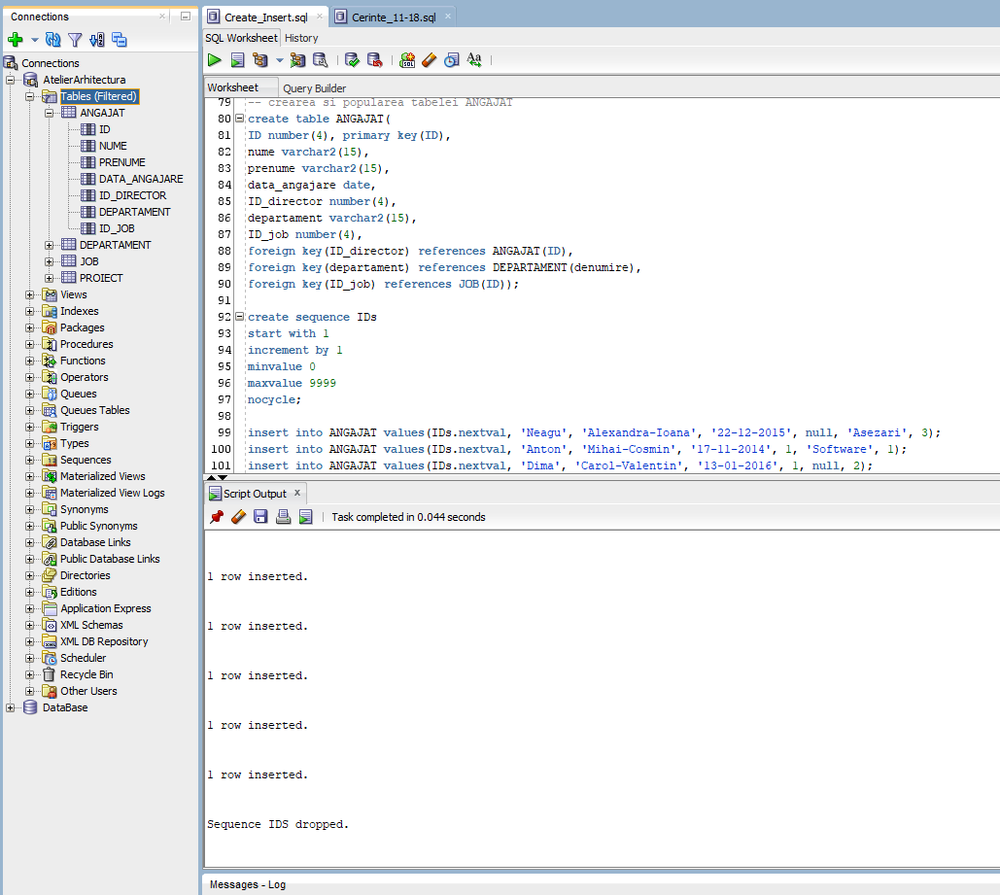 Connections
Connections
AtelierArhitectura
Tables (Filtered)
ANGAJAT
ID
NUME
PRENUME
DATA_ANGAJARE
ID_DIRECTOR
DEPARTAMENT
ID_JOB
DEPARTAMENT
JOB
PROIECT
Views
Indexes
Packages
Procedures
Functions
Operators
Queues
Queues Tables
Triggers
Types
Sequences
Materialized Views
Materialized View Logs
Synonyms
Public Synonyms
Database Links
Public Database Links
Directories
Editions
Application Express
XML Schemas
XML DB Repository
Scheduler
Recycle Bin
Other Users
DataBase
Create_Insert.sql Cerinte_11-18.sql
SQL Worksheet History
Worksheet Query Builder
79 -- crearea si popularea tabelei ANGAJAT
80 create table ANGAJAT(
81 ID number(4), primary key(ID),
82 nume varchar2(15),
83 prenume varchar2(15),
84 data_angajare date,
85 ID_director number(4),
86 departament varchar2(15),
87 ID_job number(4),
88 foreign key(ID_director) references ANGAJAT(ID),
89 foreign key(departament) references DEPARTAMENT(denumire),
90 foreign key(ID_job) references JOB(ID));
91
92 create sequence IDs
93 start with 1
94 increment by 1
95 minvalue 0
96 maxvalue 9999
97 nocycle;
98
99 insert into ANGAJAT values(IDs.nextval, 'Neagu', 'Alexandra-Ioana', '22-12-2015', null, 'Asezari', 3);
100 insert into ANGAJAT values(IDs.nextval, 'Anton', 'Mihai-Cosmin', '17-11-2014', 1, 'Software', 1);
101 insert into ANGAJAT values(IDs.nextval, 'Dima', 'Carol-Valentin', '13-01-2016', 1, null, 2);
Script Output
Task completed in 0.044 seconds
1 row inserted.
1 row inserted.
1 row inserted.
1 row inserted.
1 row inserted.
Sequence IDS dropped.
Messages - Log